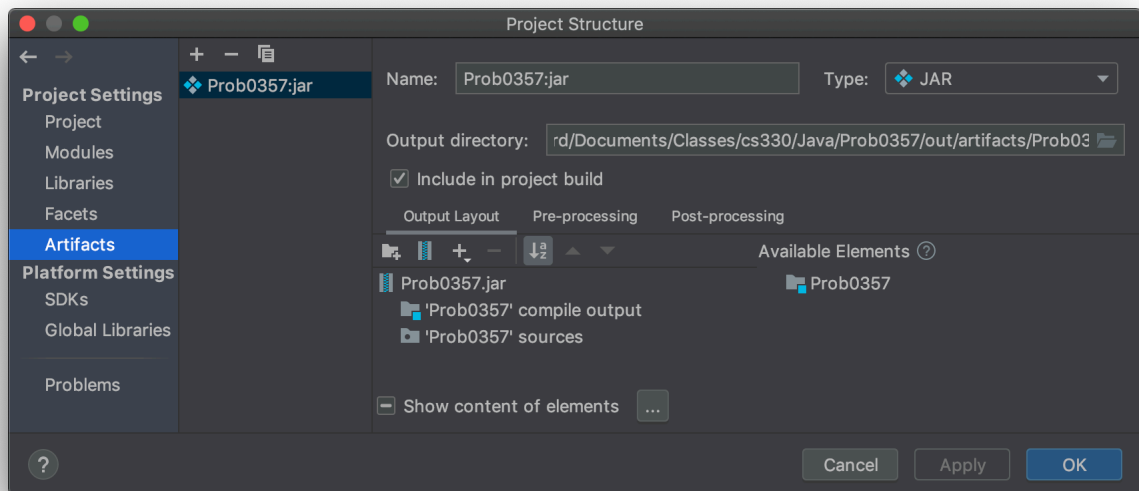 Project Structure
Project Settings
Project
Modules
Libraries
Facets
Artifacts
Platform Settings
SDKs
Global Libraries
Problems
Prob0357:jar
Name: Prob0357:jar Type: JAR
Output directory: rd/Documents/Classes/cs330/Java/Prob0357/out/artifacts/Prob03
Include in project build
Output Layout Pre-processing Post-processing
Available Elements ?
Prob0357.jar
'Prob0357' compile output
'Prob0357' sources
Prob0357
Show content of elements ...
? Cancel Apply OK